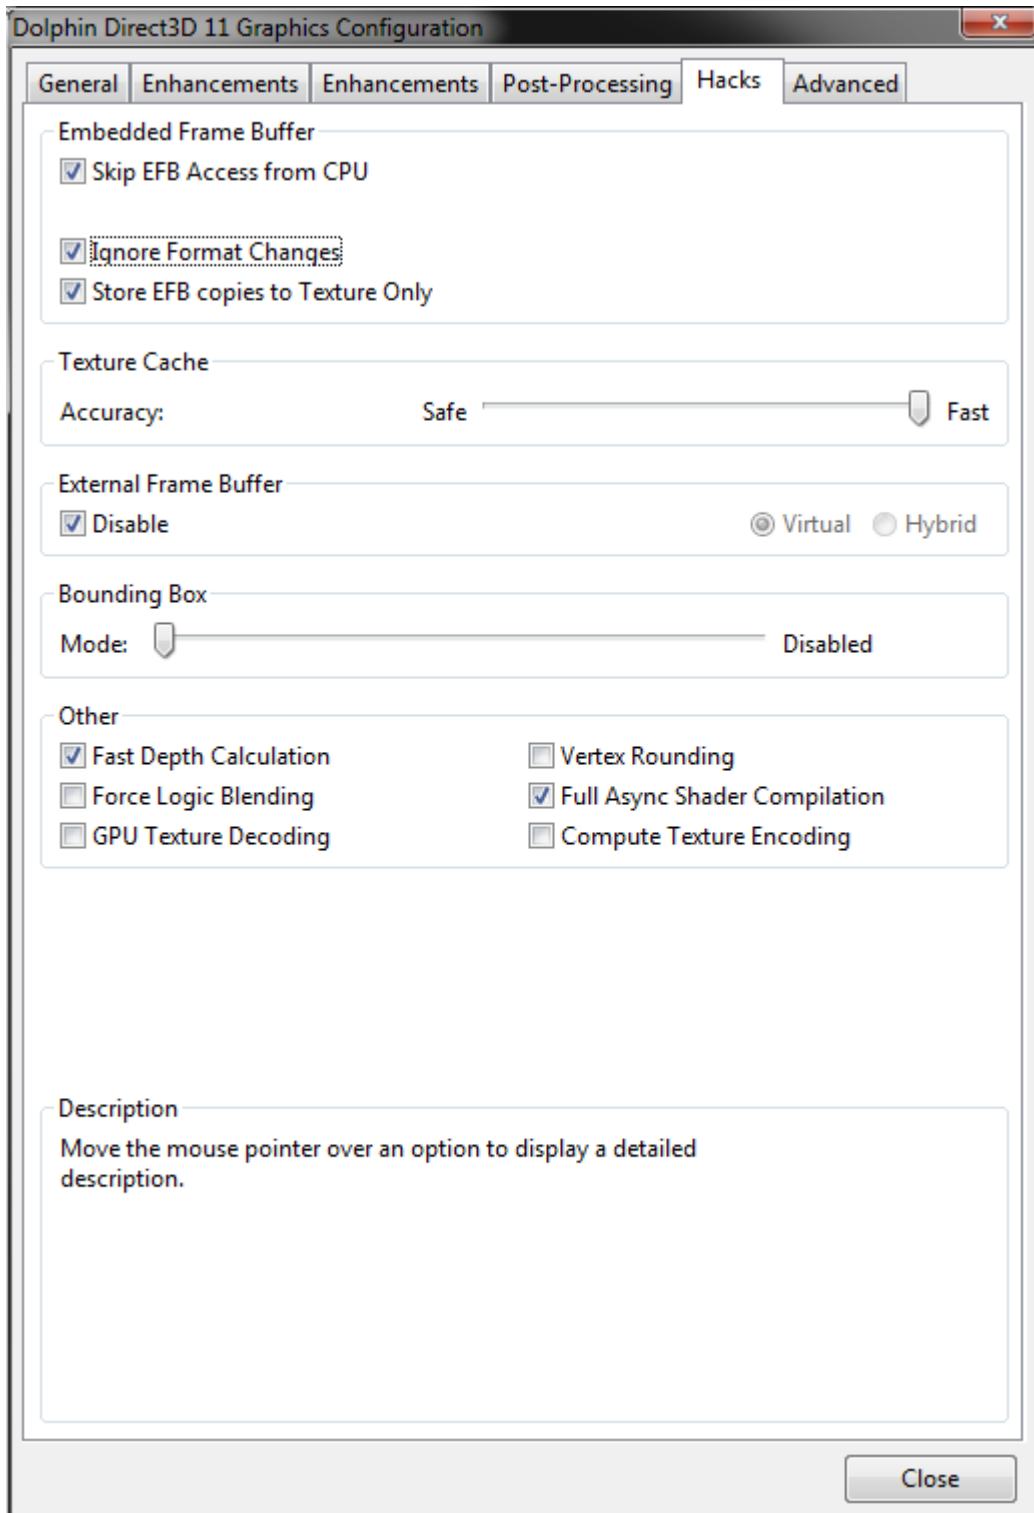 Dolphin Direct3D 11 Graphics Configuration
General Enhancements Enhancements Post-Processing Hacks Advanced
Embedded Frame Buffer
Skip EFB Access from CPU
Ignore Format Changes
Store EFB copies to Texture Only
Texture Cache
Accuracy: Safe Fast
External Frame Buffer
Disable Virtual Hybrid
Bounding Box
Mode: Disabled
Other
Fast Depth Calculation Vertex Rounding
Force Logic Blending Full Async Shader Compilation
GPU Texture Decoding Compute Texture Encoding
Description
Move the mouse pointer over an option to display a detailed
description.
Close